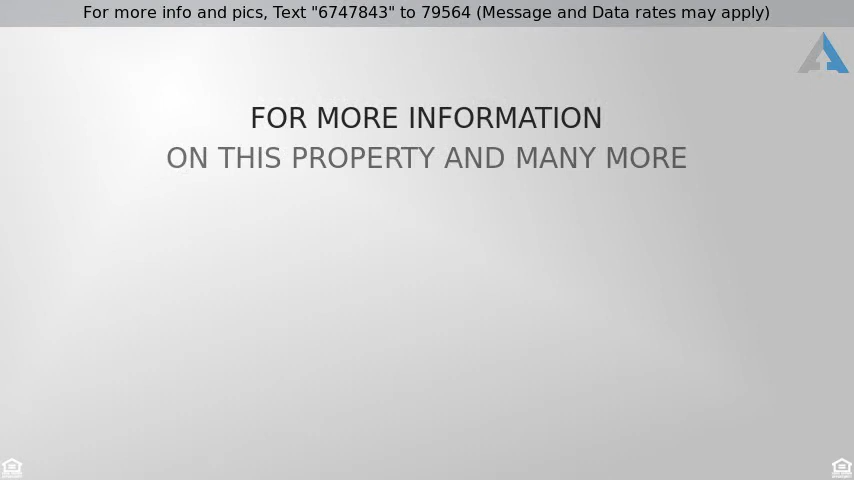 For more info and pics, Text "6747843" to 79564 (Message and Data rates may apply)
FOR MORE INFORMATION
ON THIS PROPERTY AND MANY MORE